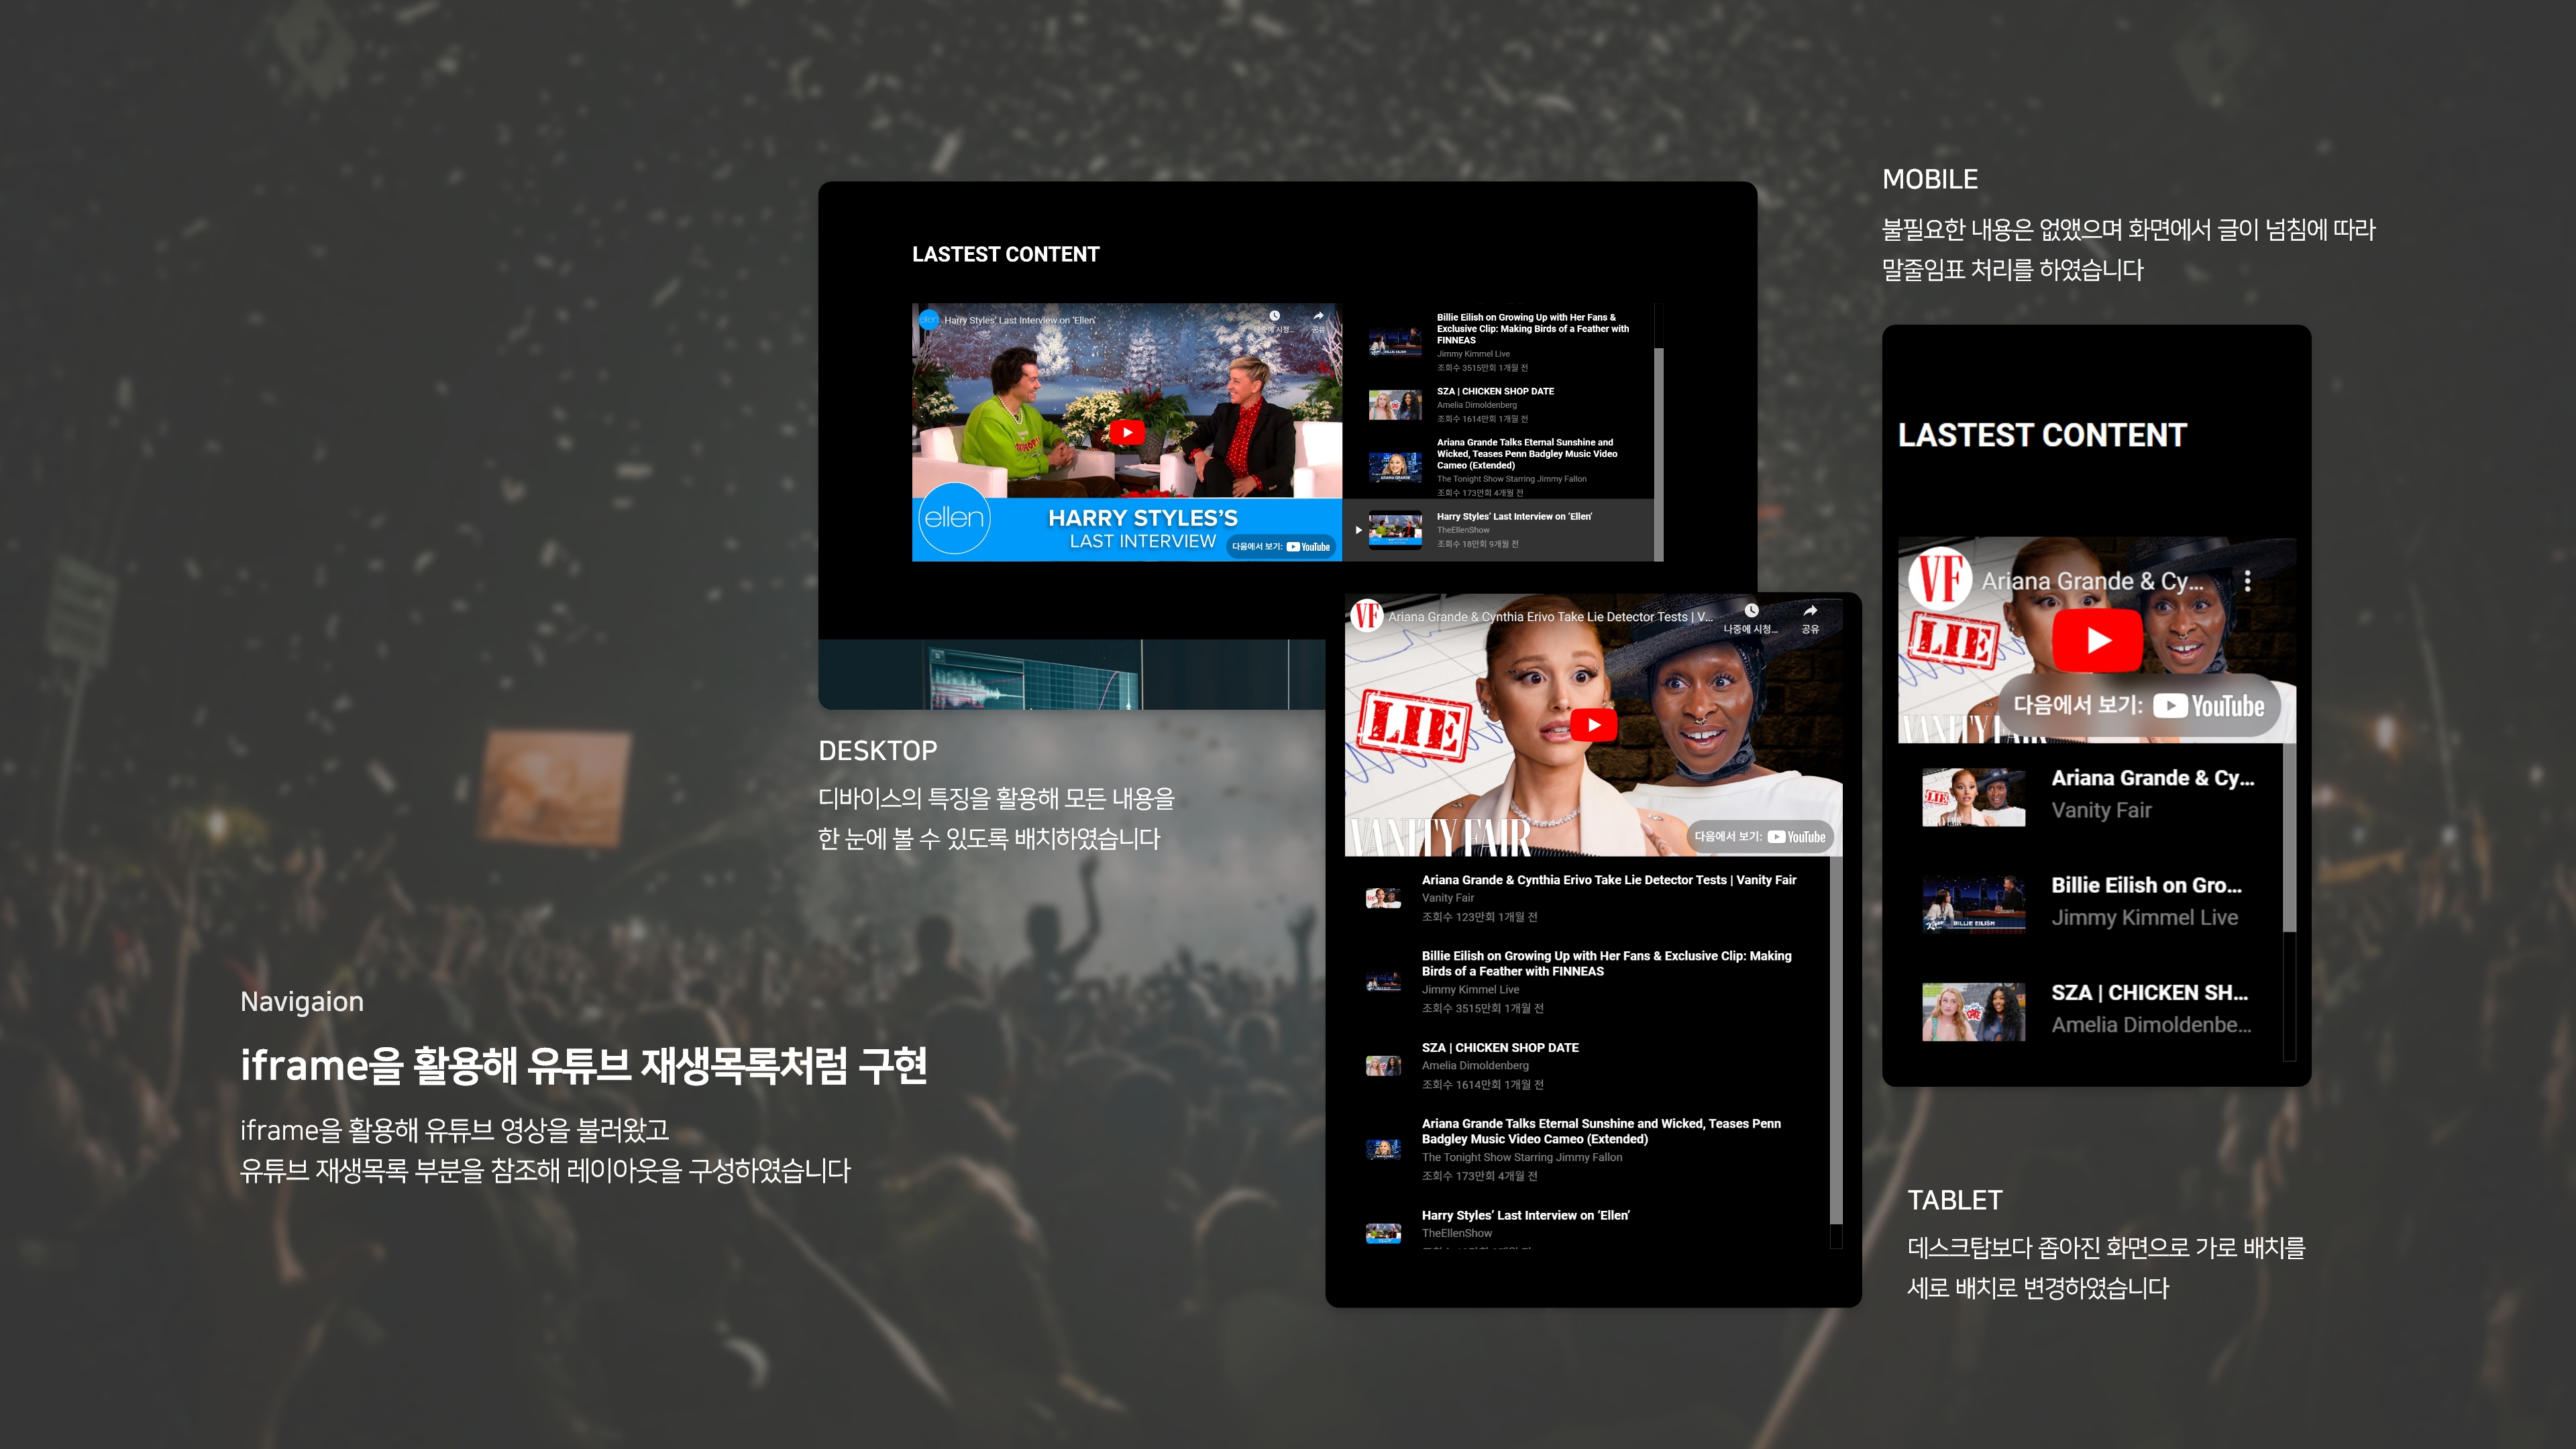 LASTEST CONTENT
ellen
Harry Styles' Last Interview on 'Ellen'
나중에 시청...
공유
HARRY STYLES'S
LAST INTERVIEW
ellen
다음에서 보기: YouTube
Billie Eilish on Growing Up with Her Fans &
Exclusive Clip: Making Birds of a Feather with
FINNEAS
Jimmy Kimmel Live
조회수 3515만회 1개월 전
SZA | CHICKEN SHOP DATE
Amelia Dimoldenberg
조회수 1614만회 1개월 전
Ariana Grande Talks Eternal Sunshine and
Wicked, Teases Penn Badgley Music Video
Cameo (Extended)
The Tonight Show Starring Jimmy Fallon
조회수 173만회 4개월 전
Harry Styles' Last Interview on 'Ellen'
TheEllenShow
조회수 18만회 9개월 전
DESKTOP
디바이스의 특징을 활용해 모든 내용을
한 눈에 볼 수 있도록 배치하였습니다
Navigaion
iframe을 활용해 유튜브 재생목록처럼 구현
iframe을 활용해 유튜브 영상을 불러왔고
유튜브 재생목록 부분을 참조해 레이아웃을 구성하였습니다
VF
Ariana Grande & Cynthia Erivo Take Lie Detector Tests | V...
나중에 시청...
공유
LIE
VANITY FAIR
다음에서 보기: YouTube
Ariana Grande & Cynthia Erivo Take Lie Detector Tests | Vanity Fair
Vanity Fair
조회수 123만회 1개월 전
Billie Eilish on Growing Up with Her Fans & Exclusive Clip: Making
Birds of a Feather with FINNEAS
Jimmy Kimmel Live
조회수 3515만회 1개월 전
SZA | CHICKEN SHOP DATE
Amelia Dimoldenberg
조회수 1614만회 1개월 전
Ariana Grande Talks Eternal Sunshine and Wicked, Teases Penn
Badgley Music Video Cameo (Extended)
The Tonight Show Starring Jimmy Fallon
조회수 173만회 4개월 전
Harry Styles' Last Interview on 'Ellen'
TheEllenShow
MOBILE
불필요한 내용은 없앴으며 화면에서 글이 넘침에 따라
말줄임표 처리를 하였습니다
LASTEST CONTENT
VF
Ariana Grande & Cy...
LIE
VANITY FAIR
다음에서 보기: YouTube
Ariana Grande & Cy...
Vanity Fair
Billie Eilish on Gro...
Jimmy Kimmel Live
BILLIE EILISH
SZA | CHICKEN SH...
Amelia Dimoldenbe...
TABLET
데스크탑보다 좁아진 화면으로 가로 배치를
세로 배치로 변경하였습니다